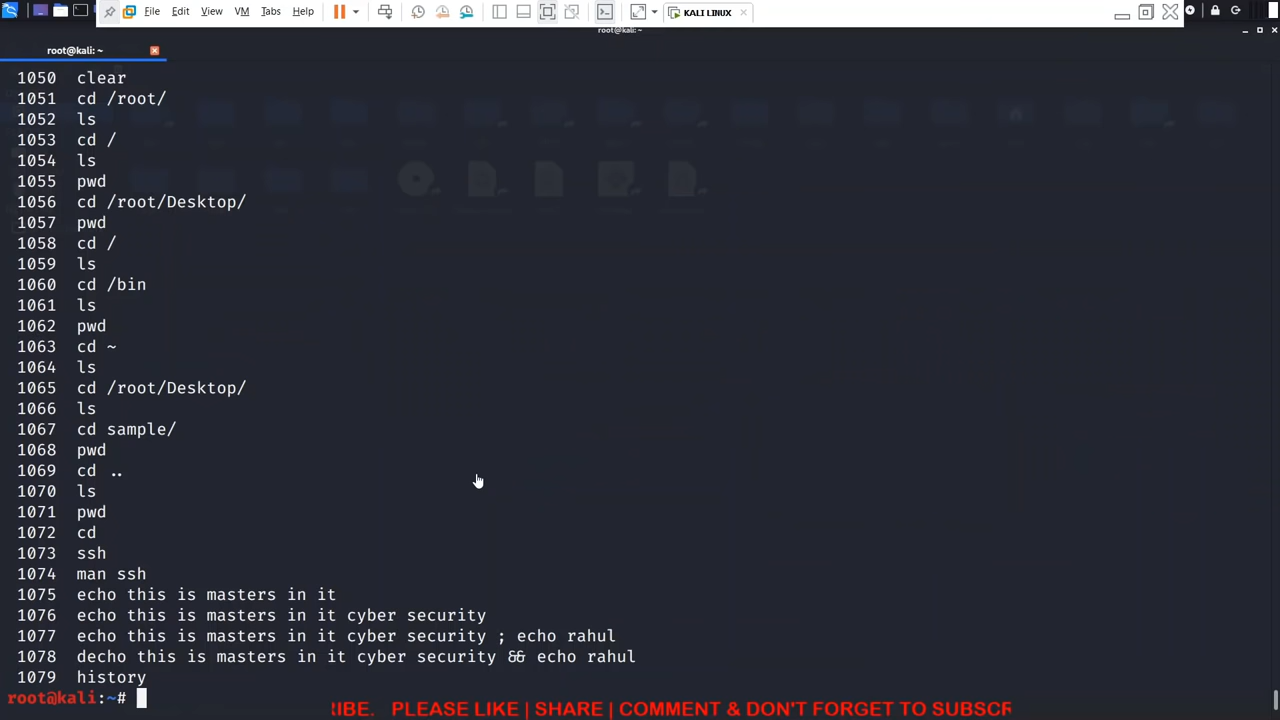 File Edit View VM Tabs Help KALI LINUX
root@kali: ~
root@kali: ~
1050 clear
1051 cd /root/
1052 ls
1053 cd /
1054 ls
1055 pwd
1056 cd /root/Desktop/
1057 pwd
1058 cd /
1059 ls
1060 cd /bin
1061 ls
1062 pwd
1063 cd ~
1064 ls
1065 cd /root/Desktop/
1066 ls
1067 cd sample/
1068 pwd
1069 cd ..
1070 ls
1071 pwd
1072 cd
1073 ssh
1074 man ssh
1075 echo this is masters in it
1076 echo this is masters in it cyber security
1077 echo this is masters in it cyber security ; echo rahul
1078 decho this is masters in it cyber security && echo rahul
1079 history
root@kali:~#
IBE. PLEASE LIKE | SHARE | COMMENT & DON'T FORGET TO SUBSCR